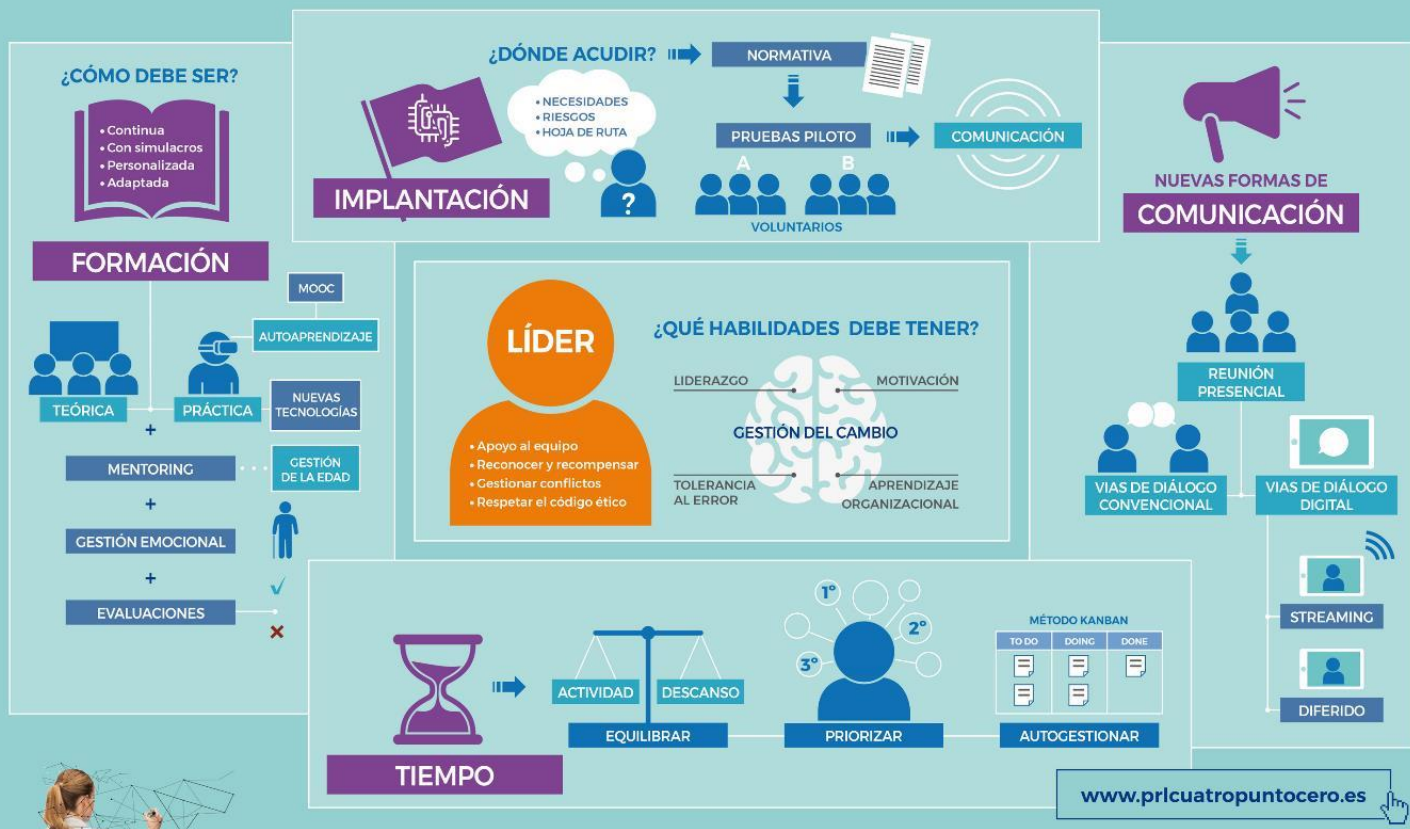 ¿CÓMO DEBE SER?
• Continua
• Con simulacros
• Personalizada
• Adaptada
FORMACIÓN
MOOC
AUTOAPRENDIZAJE
TEÓRICA
PRÁCTICA
NUEVAS
TECNOLOGÍAS
+
MENTORING
GESTIÓN
DE LA EDAD
+
GESTIÓN EMOCIONAL
+
EVALUACIONES
¿DÓNDE ACUDIR?
NORMATIVA
• NECESIDADES
• RIESGOS
• HOJA DE RUTA
?
IMPLANTACIÓN
PRUEBAS PILOTO
COMUNICACIÓN
A
B
VOLUNTARIOS
LÍDER
• Apoyo al equipo
• Reconocer y recompensar
• Gestionar conflictos
• Respetar el código ético
¿QUÉ HABILIDADES DEBE TENER?
LIDERAZGO
MOTIVACIÓN
GESTIÓN DEL CAMBIO
TOLERANCIA
AL ERROR
APRENDIZAJE
ORGANIZACIONAL
NUEVAS FORMAS DE
COMUNICACIÓN
REUNIÓN
PRESENCIAL
VIAS DE DIÁLOGO
CONVENCIONAL
VIAS DE DIÁLOGO
DIGITAL
STREAMING
DIFERIDO
TIEMPO
ACTIVIDAD
DESCANSO
EQUILIBRAR
1º
2º
3º
PRIORIZAR
MÉTODO KANBAN
TO DO DOING DONE
AUTOGESTIONAR
www.prlcuatropuntocero.es